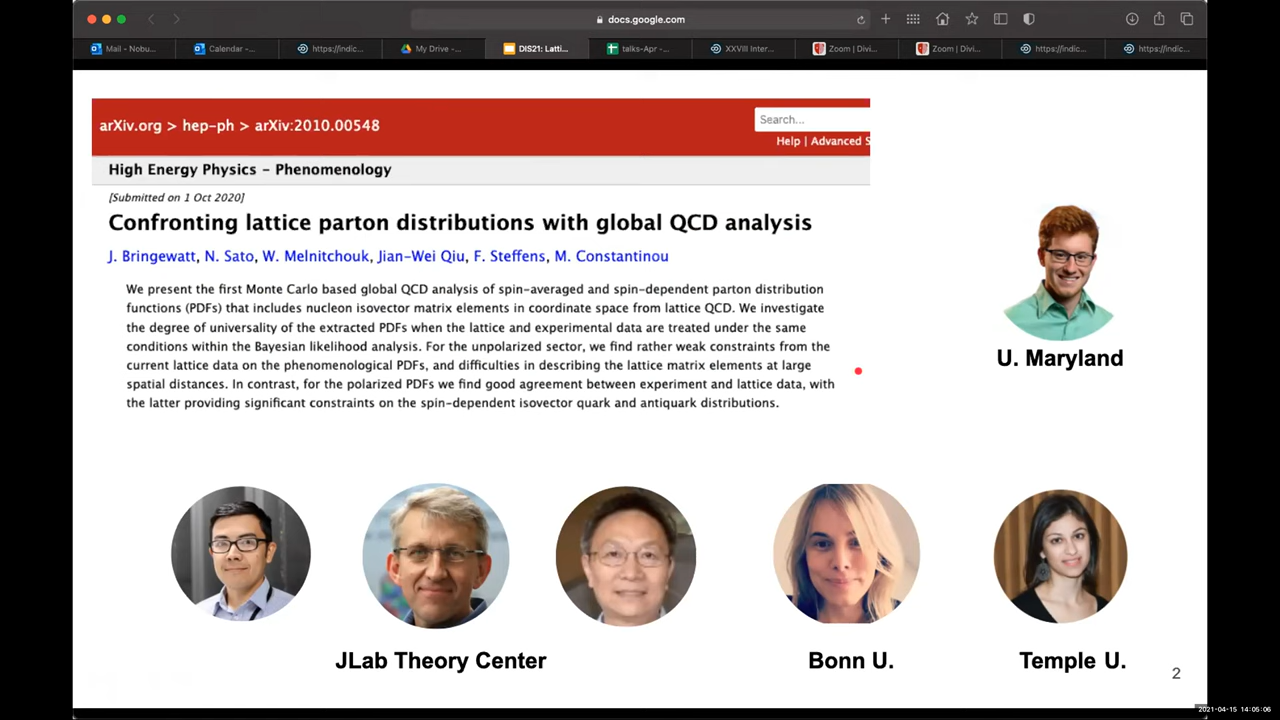 docs.google.com
Mail - Nobu...
Calendar -...
https://indic...
My Drive -...
DIS21: Latti...
talks-Apr -...
XXVIII Inter...
Zoom | Divi...
Zoom | Divi...
https://indic...
https://indic...
arXiv.org > hep-ph > arXiv:2010.00548
Search...
Help | Advanced S
High Energy Physics – Phenomenology
[Submitted on 1 Oct 2020]
Confronting lattice parton distributions with global QCD analysis
J. Bringewatt, N. Sato, W. Melnitchouk, Jian-Wei Qiu, F. Steffens, M. Constantinou
We present the first Monte Carlo based global QCD analysis of spin-averaged and spin-dependent parton distribution
functions (PDFs) that includes nucleon isovector matrix elements in coordinate space from lattice QCD. We investigate
the degree of universality of the extracted PDFs when the lattice and experimental data are treated under the same
conditions within the Bayesian likelihood analysis. For the unpolarized sector, we find rather weak constraints from the
current lattice data on the phenomenological PDFs, and difficulties in describing the lattice matrix elements at large
spatial distances. In contrast, for the polarized PDFs we find good agreement between experiment and lattice data, with
the latter providing significant constraints on the spin-dependent isovector quark and antiquark distributions.
U. Maryland
JLab Theory Center
Bonn U.
Temple U.
2
2021-04-15 14:05:06